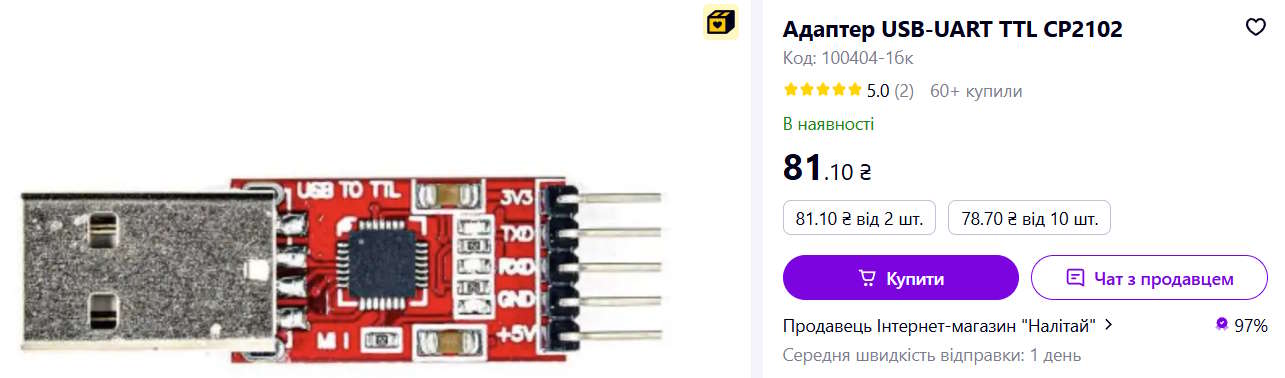 USB TO TTL
3V3
TXD
RXD
GND
+5V
M I
Адаптер USB-UART TTL CP2102
Код: 100404-1бк
5.0 (2) 60+ купили
В наявності
81.10 ₴
81.10 ₴ від 2 шт. 78.70 ₴ від 10 шт.
Купити Чат з продавцем
Продавець Інтернет-магазин "Налітай" 97%
Середня швидкість відправки: 1 день